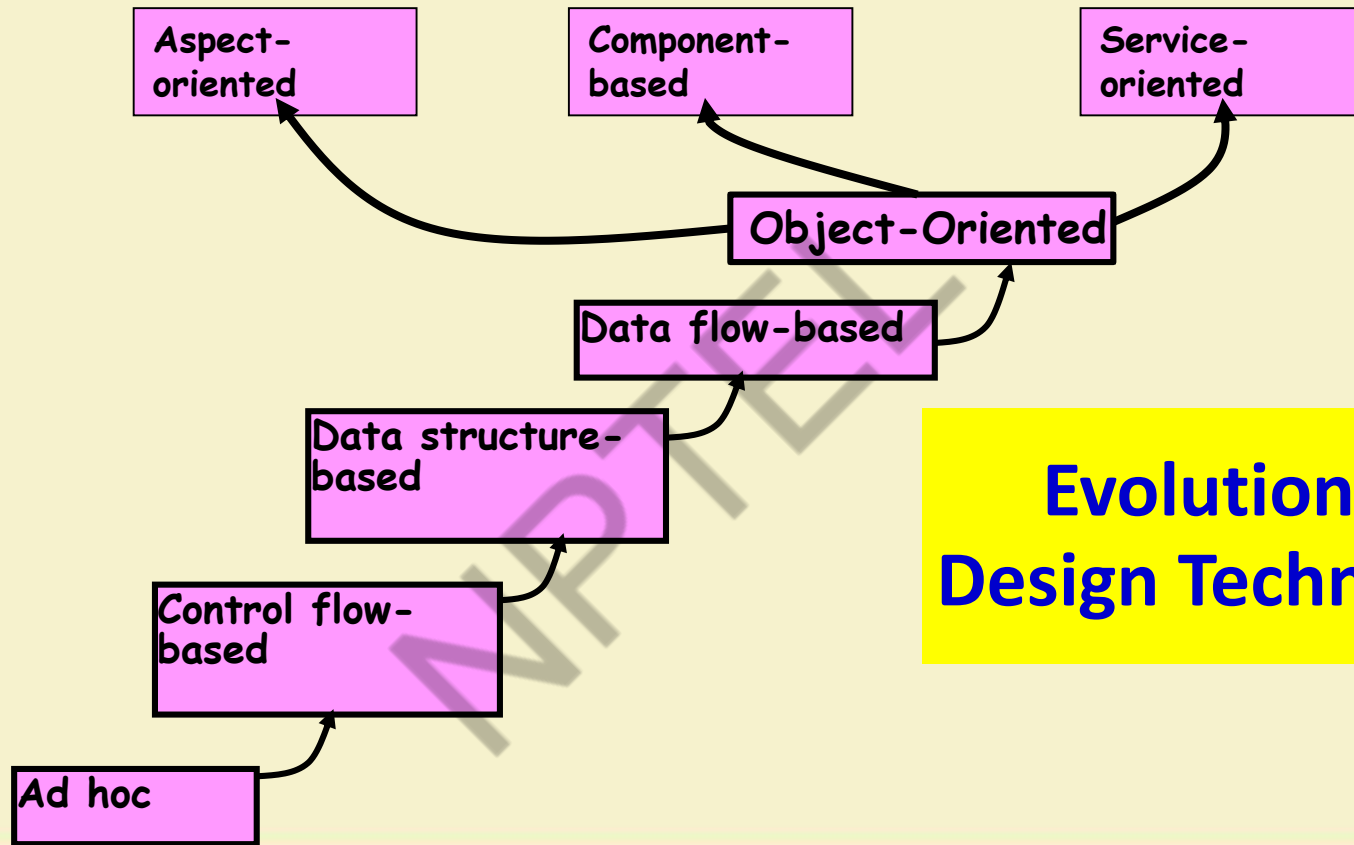 Aspect-
oriented
Component-
based
Service-
oriented
Object-Oriented
Data flow-based
Data structure-
based
Evolution
Design Techn
Control flow-
based
Ad hoc
NPTEL